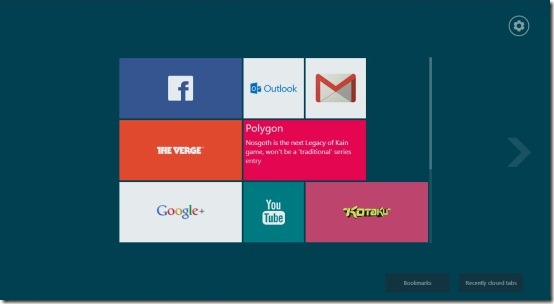 Outlook
THE VERGE
Polygon
Nosgoth is the next Legacy of Kain
game, won't be a 'traditional' series
entry
Google+
You
Tube
KOTAKU
Bookmarks
Recently closed tabs